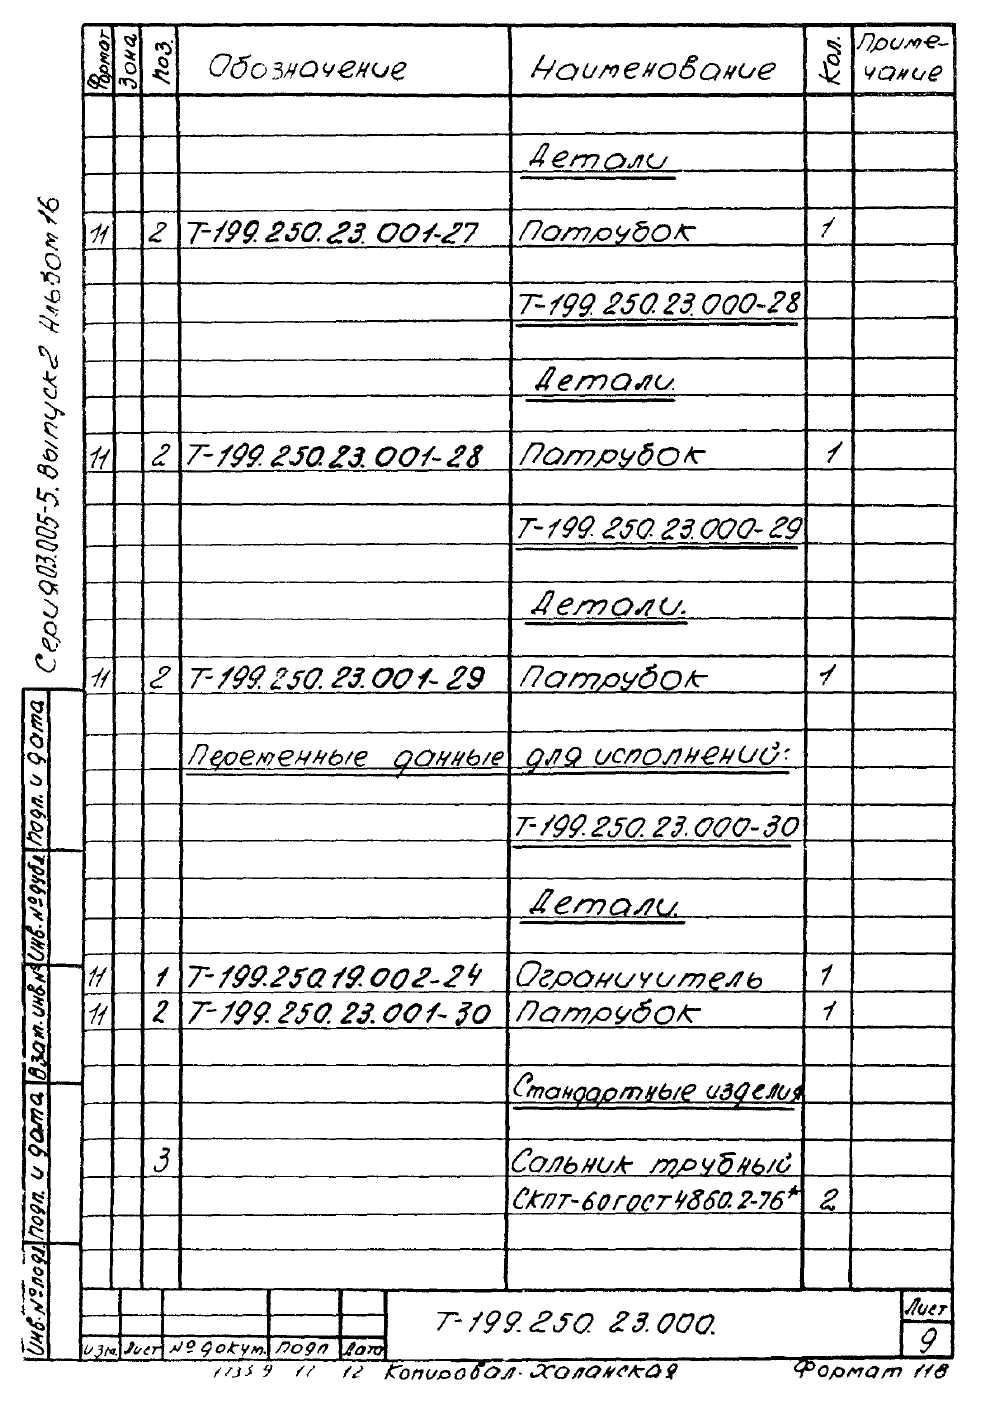 Формат Зона Поз. Обозначение Наименование Кол. Приме-
чание
Детали
11 2 Т-199.250.23.001-27 Патрубок 1
Т-199.250.23.000-28
Детали.
11 2 Т-199.250.23.001-28 Патрубок 1
Т-199.250.23.000-29
Детали.
11 2 Т-199.250.23.001-29 Патрубок 1
Переменные данные для исполнений:
Т-199.250.23.000-30
Детали.
11 1 Т-199.250.19.002-24 Ограничитель 1
11 2 Т-199.250.23.001-30 Патрубок 1
Стандартные изделия
3 Сальник трубный
СКПТ-60 ГОСТ 4860.2-76* 2
Серия 03.005-5. Выпуск 2 Альбом 16
Подп. и дата
Инв. № дубл.
Взам. инв. №
Подп. и дата
Инв. № подл.
Т-199.250.23.000.
Лист
9
Изм. Лист № докум. Подп Дата
11 12 Копировал- Халанская Формат 11В